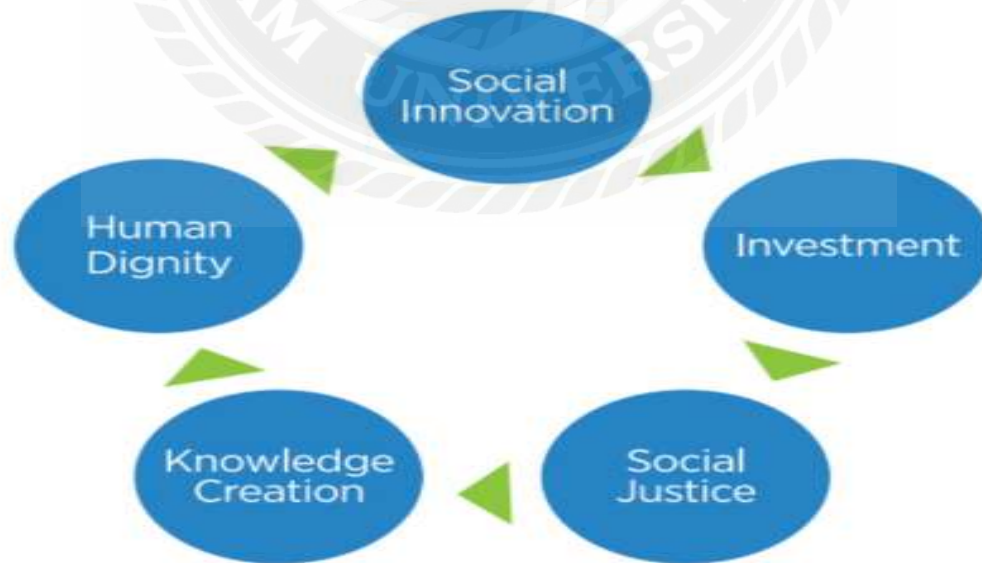 Social
Innovation
Human
Dignity
Investment
Knowledge
Creation
Social
Justice